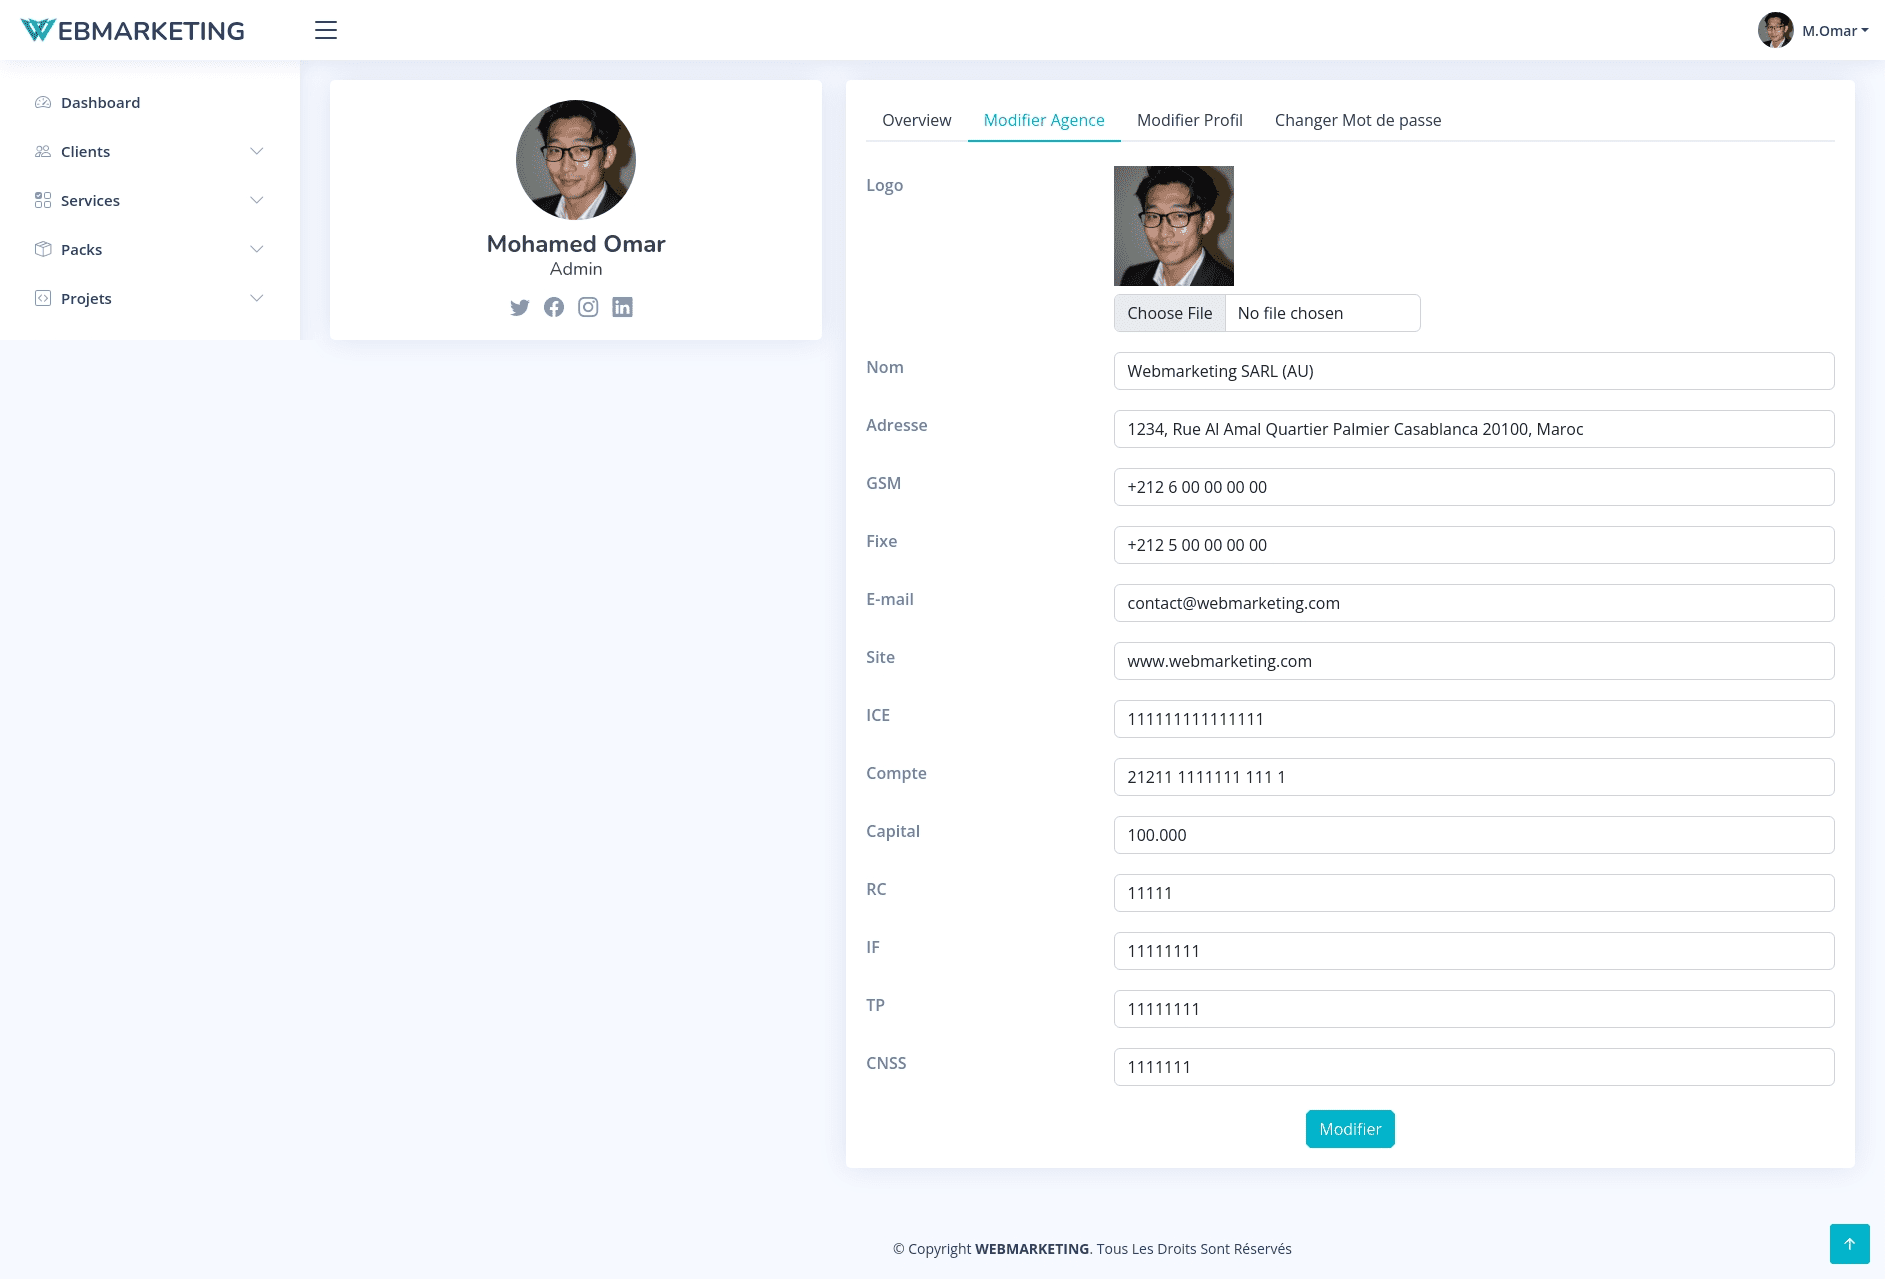 WEBMARKETING
M.Omar
Dashboard
Clients
Services
Packs
Projets
Mohamed Omar
Admin
Overview
Modifier Agence
Modifier Profil
Changer Mot de passe
Logo
Choose File No file chosen
Nom Webmarketing SARL (AU)
Adresse 1234, Rue Al Amal Quartier Palmier Casablanca 20100, Maroc
GSM +212 6 00 00 00 00
Fixe +212 5 00 00 00 00
E-mail contact@webmarketing.com
Site www.webmarketing.com
ICE 111111111111111
Compte 21211 1111111 111 1
Capital 100.000
RC 11111
IF 11111111
TP 11111111
CNSS 1111111
Modifier
© Copyright WEBMARKETING. Tous Les Droits Sont Réservés